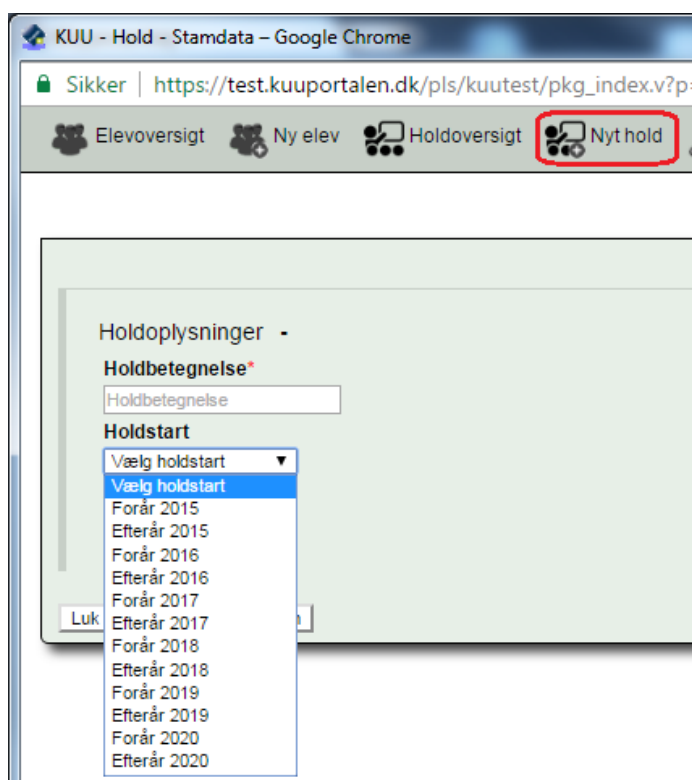 KUU - Hold - Stamdata – Google Chrome
Sikker | https://test.kuuportalen.dk/pls/kuutest/pkg_index.v?p=
Elevoversigt Ny elev Holdoversigt Nyt hold
Holdoplysninger -
Holdbetegnelse*
Holdbetegnelse
Holdstart
Vælg holdstart ▼
Vælg holdstart
Forår 2015
Efterår 2015
Forår 2016
Efterår 2016
Forår 2017
Luk
Efterår 2017
Forår 2018
Efterår 2018
Forår 2019
Efterår 2019
Forår 2020
Efterår 2020